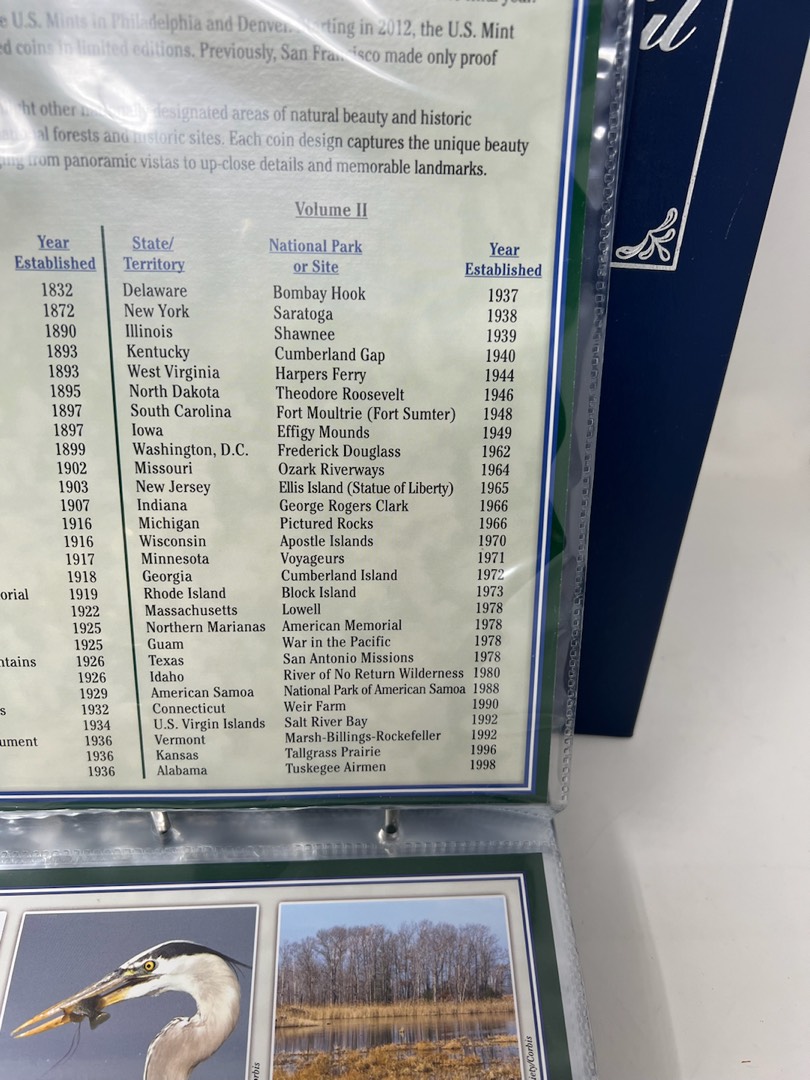 e U.S. Mints in Philadelphia and Denver. Starting in 2012, the U.S. Mint
ed coins in limited editions. Previously, San Francisco made only proof
ght other designated areas of natural beauty and historic
forests and historic sites. Each coin design captures the unique beauty
ging from panoramic vistas to up-close details and memorable landmarks.
il
Volume II
Year Established State/ Territory National Park or Site Year Established
1832 Delaware Bombay Hook 1937
1872 New York Saratoga 1938
1890 Illinois Shawnee 1939
1893 Kentucky Cumberland Gap 1940
1893 West Virginia Harpers Ferry 1944
1895 North Dakota Theodore Roosevelt 1946
1897 South Carolina Fort Moultrie (Fort Sumter) 1948
1897 Iowa Effigy Mounds 1949
1899 Washington, D.C. Frederick Douglass 1962
1902 Missouri Ozark Riverways 1964
1903 New Jersey Ellis Island (Statue of Liberty) 1965
1907 Indiana George Rogers Clark 1966
1916 Michigan Pictured Rocks 1966
1916 Wisconsin Apostle Islands 1970
1917 Minnesota Voyageurs 1971
1918 Georgia Cumberland Island 1972
orial 1919 Rhode Island Block Island 1973
1922 Massachusetts Lowell 1978
1925 Northern Marianas American Memorial 1978
1925 Guam War in the Pacific 1978
ntains 1926 Texas San Antonio Missions 1978
1926 Idaho River of No Return Wilderness 1980
1929 American Samoa National Park of American Samoa 1988
s 1932 Connecticut Weir Farm 1990
1934 U.S. Virgin Islands Salt River Bay 1992
ument 1936 Vermont Marsh-Billings-Rockefeller 1992
1936 Kansas Tallgrass Prairie 1996
1936 Alabama Tuskegee Airmen 1998
orbis
iety/Corbis